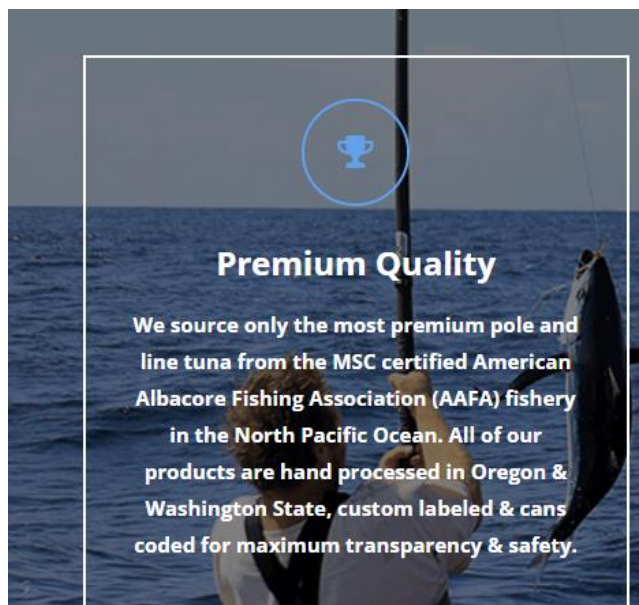 Premium Quality
We source only the most premium pole and
line tuna from the MSC certified American
Albacore Fishing Association (AAFA) fishery
in the North Pacific Ocean. All of our
products are hand processed in Oregon &
Washington State, custom labeled & cans
coded for maximum transparency & safety.